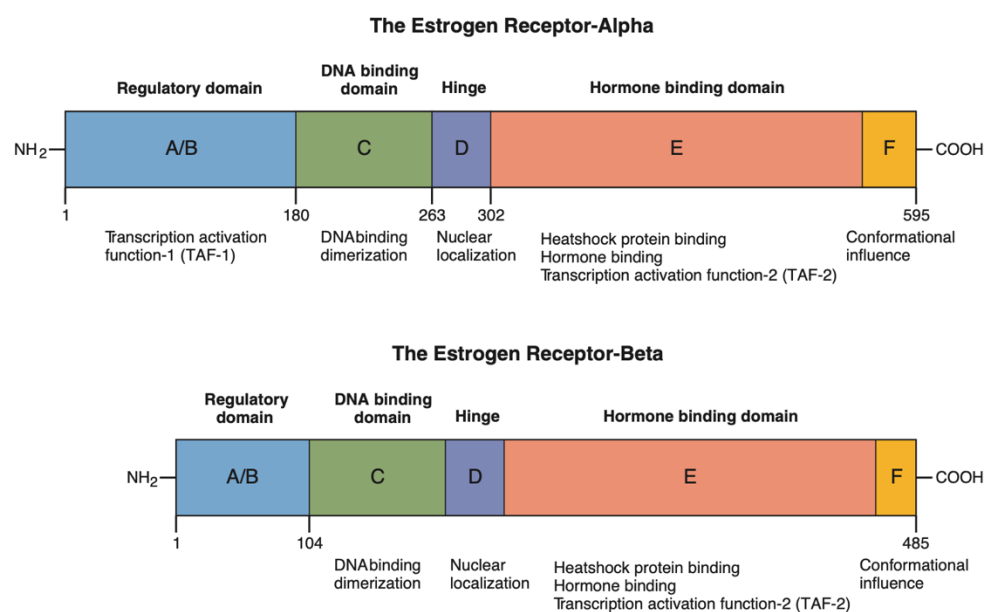 The Estrogen Receptor-Alpha
Regulatory domain
DNA binding
domain
Hinge
Hormone binding domain
NH2
A/B
C
D
E
F
COOH
1
180
263
302
595
Transcription activation
function-1 (TAF-1)
DNAbinding
dimerization
Nuclear
localization
Heatshock protein binding
Hormone binding
Transcription activation function-2 (TAF-2)
Conformational
influence
The Estrogen Receptor-Beta
Regulatory
domain
DNA binding
domain
Hinge
Hormone binding domain
NH2
A/B
C
D
E
F
COOH
1
104
485
DNAbinding
dimerization
Nuclear
localization
Heatshock protein binding
Hormone binding
Transcription activation function-2 (TAF-2)
Conformational
influence